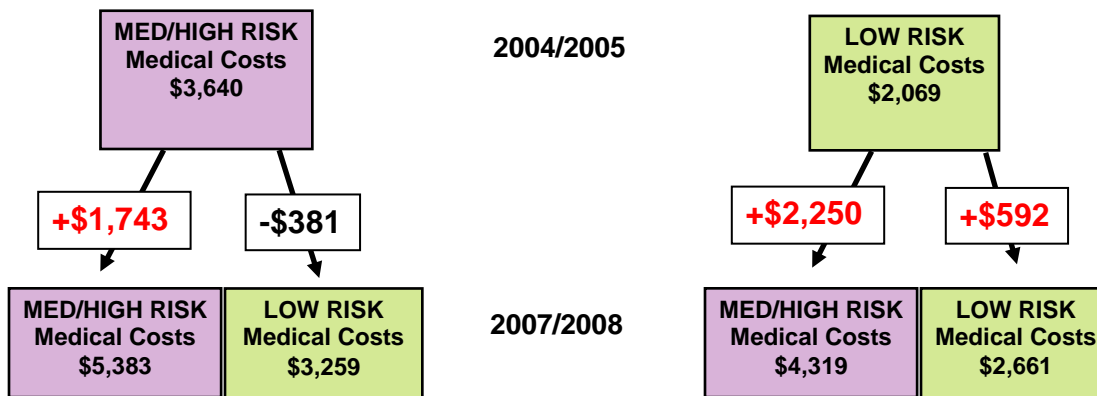 MED/HIGH RISK
Medical Costs
$3,640
2004/2005
LOW RISK
Medical Costs
$2,069
+$1,743
-$381
+$2,250
+$592
MED/HIGH RISK
Medical Costs
$5,383
LOW RISK
Medical Costs
$3,259
2007/2008
MED/HIGH RISK
Medical Costs
$4,319
LOW RISK
Medical Costs
$2,661